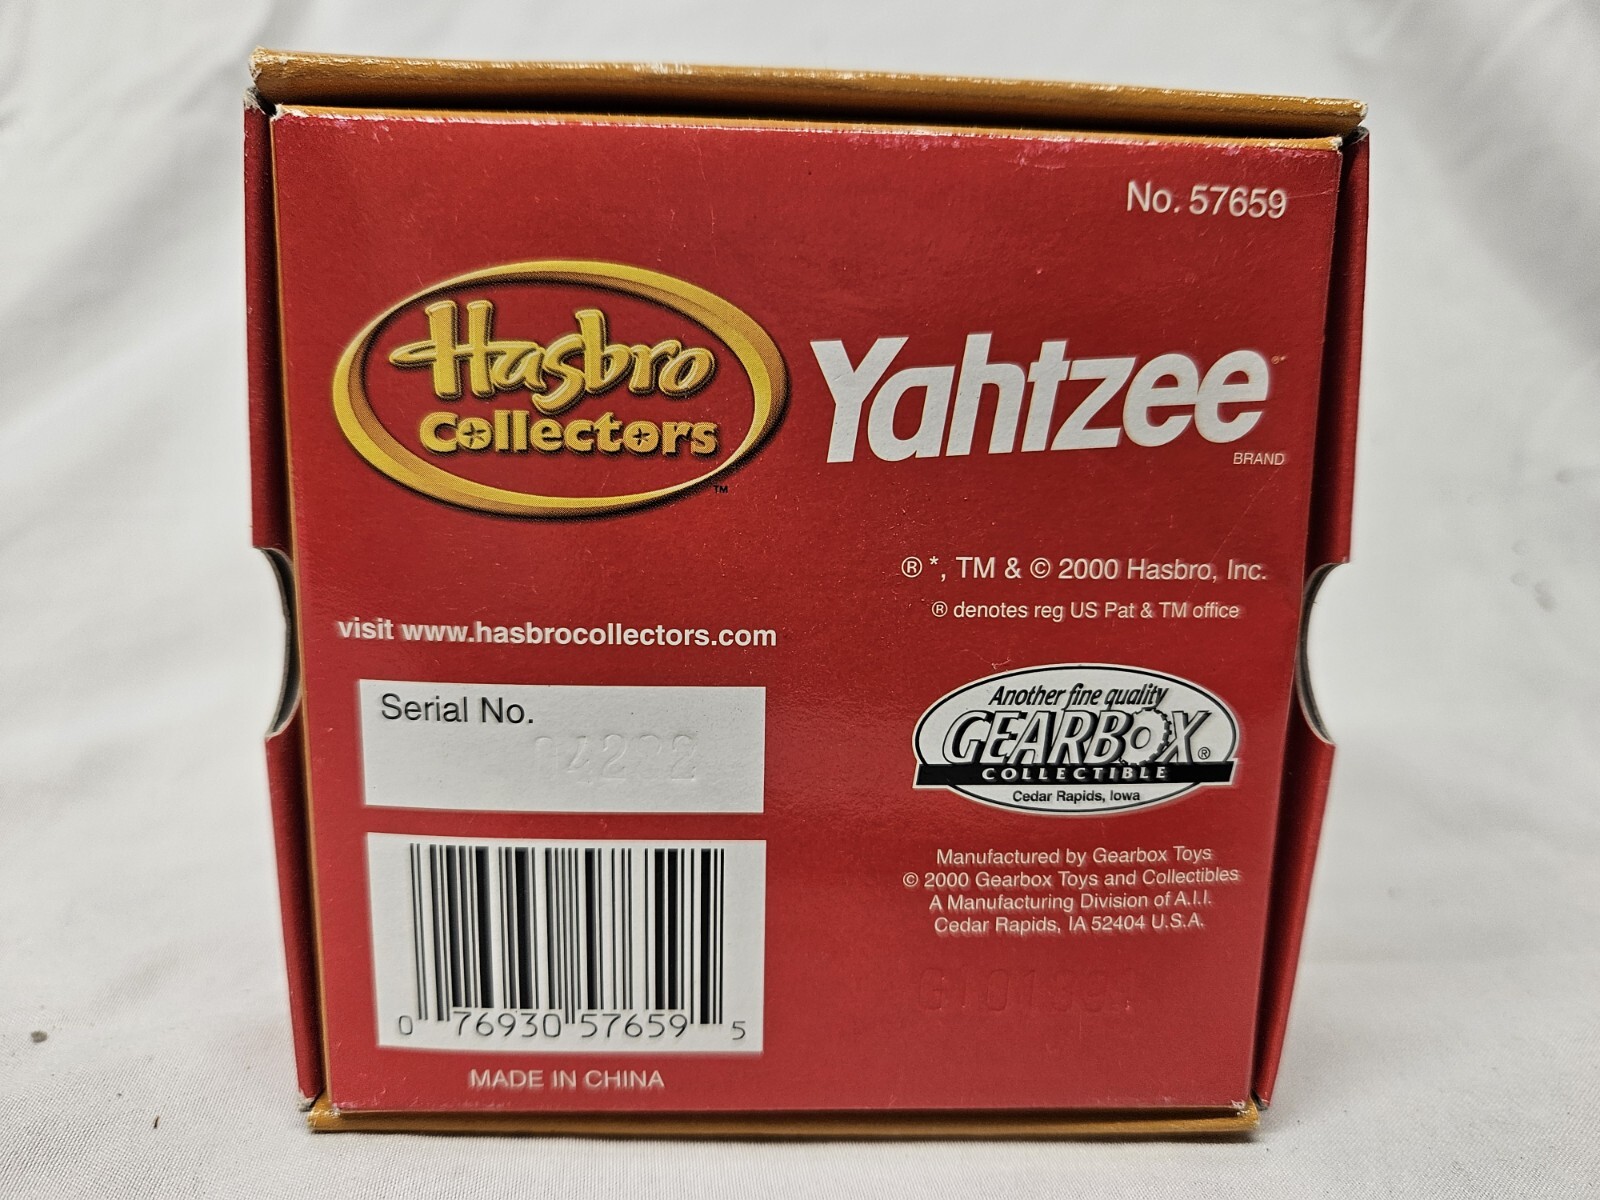 No. 57659
Hasbro
Collectors
TM
Yahtzee
BRAND
® *, TM & © 2000 Hasbro, Inc.
® denotes reg US Pat & TM office
visit www.hasbrocollectors.com
Serial No.
Another fine quality
GEARBOX®
COLLECTIBLE
Cedar Rapids, Iowa
Manufactured by Gearbox Toys
© 2000 Gearbox Toys and Collectibles
A Manufacturing Division of A.I.I.
Cedar Rapids, IA 52404 U.S.A.
0 76930 57659 5
MADE IN CHINA